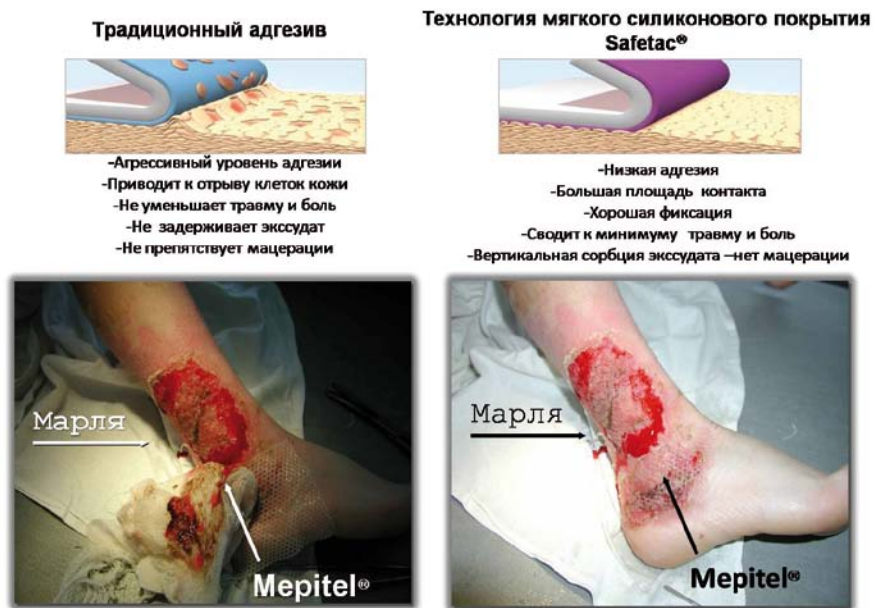 Традиционный адгезив
-Агрессивный уровень адгезии
-Приводит к отрыву клеток кожи
-Не уменьшает травму и боль
-Не задерживает экссудат
-Не препятствует мацерации
Технология мягкого силиконового покрытия
Safetac®
-Низкая адгезия
-Большая площадь контакта
-Хорошая фиксация
-Сводит к минимуму травму и боль
-Вертикальная сорбция экссудата –нет мацерации
Марля
Mepitel®
Марля
Mepitel®